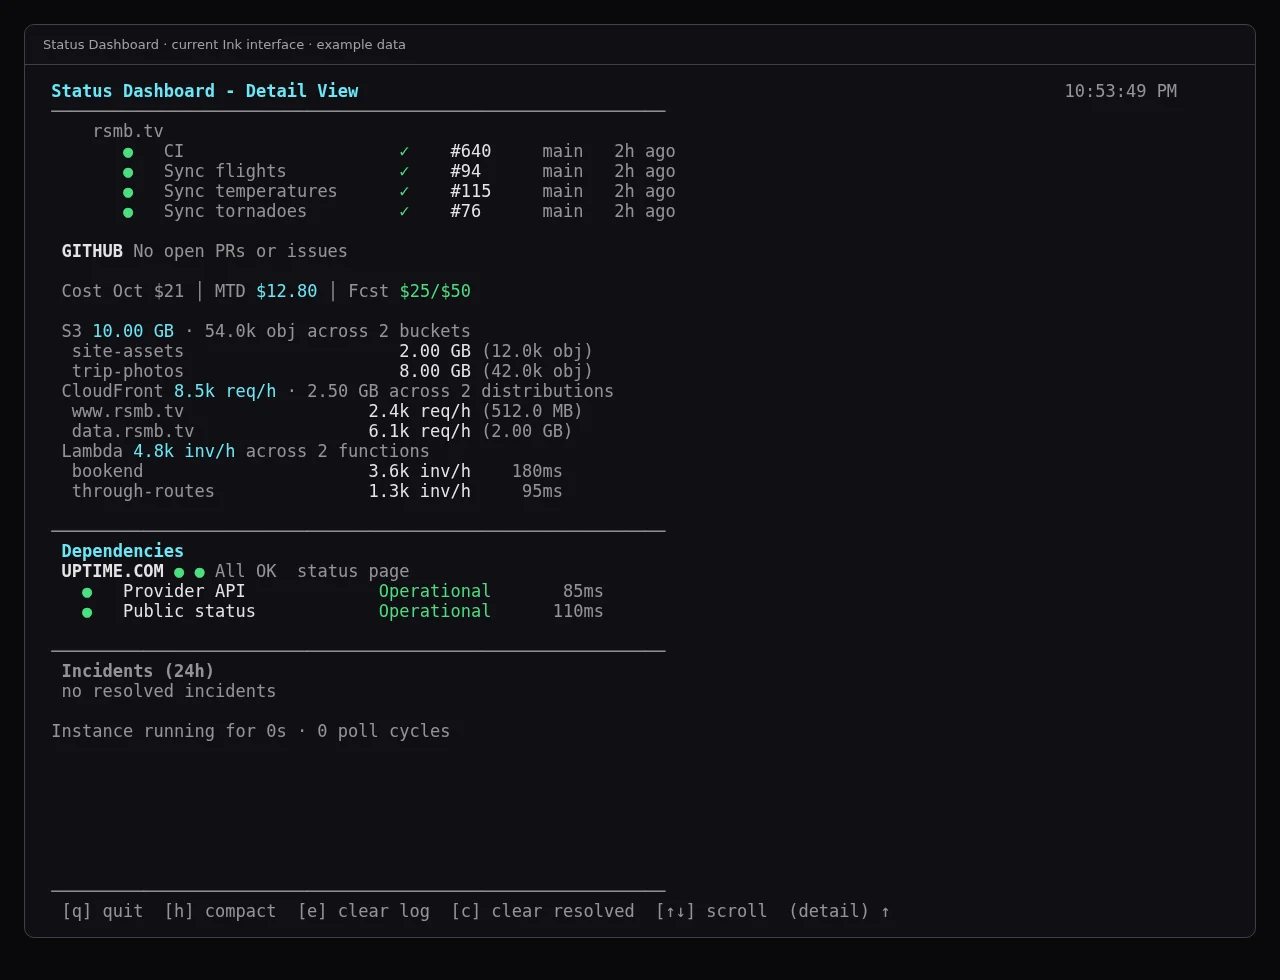 Status Dashboard · current Ink interface · example data
Status Dashboard - Detail View 10:53:49 PM
rsmb.tv
● CI ✓ #640 main 2h ago
● Sync flights ✓ #94 main 2h ago
● Sync temperatures ✓ #115 main 2h ago
● Sync tornadoes ✓ #76 main 2h ago
GITHUB No open PRs or issues
Cost Oct $21 │ MTD $12.80 │ Fcst $25/$50
S3 10.00 GB · 54.0k obj across 2 buckets
site-assets 2.00 GB (12.0k obj)
trip-photos 8.00 GB (42.0k obj)
CloudFront 8.5k req/h · 2.50 GB across 2 distributions
www.rsmb.tv 2.4k req/h (512.0 MB)
data.rsmb.tv 6.1k req/h (2.00 GB)
Lambda 4.8k inv/h across 2 functions
bookend 3.6k inv/h 180ms
through-routes 1.3k inv/h 95ms
Dependencies
UPTIME.COM ● ● All OK status page
● Provider API Operational 85ms
● Public status Operational 110ms
Incidents (24h)
no resolved incidents
Instance running for 0s · 0 poll cycles
[q] quit [h] compact [e] clear log [c] clear resolved [↑↓] scroll (detail) ↑